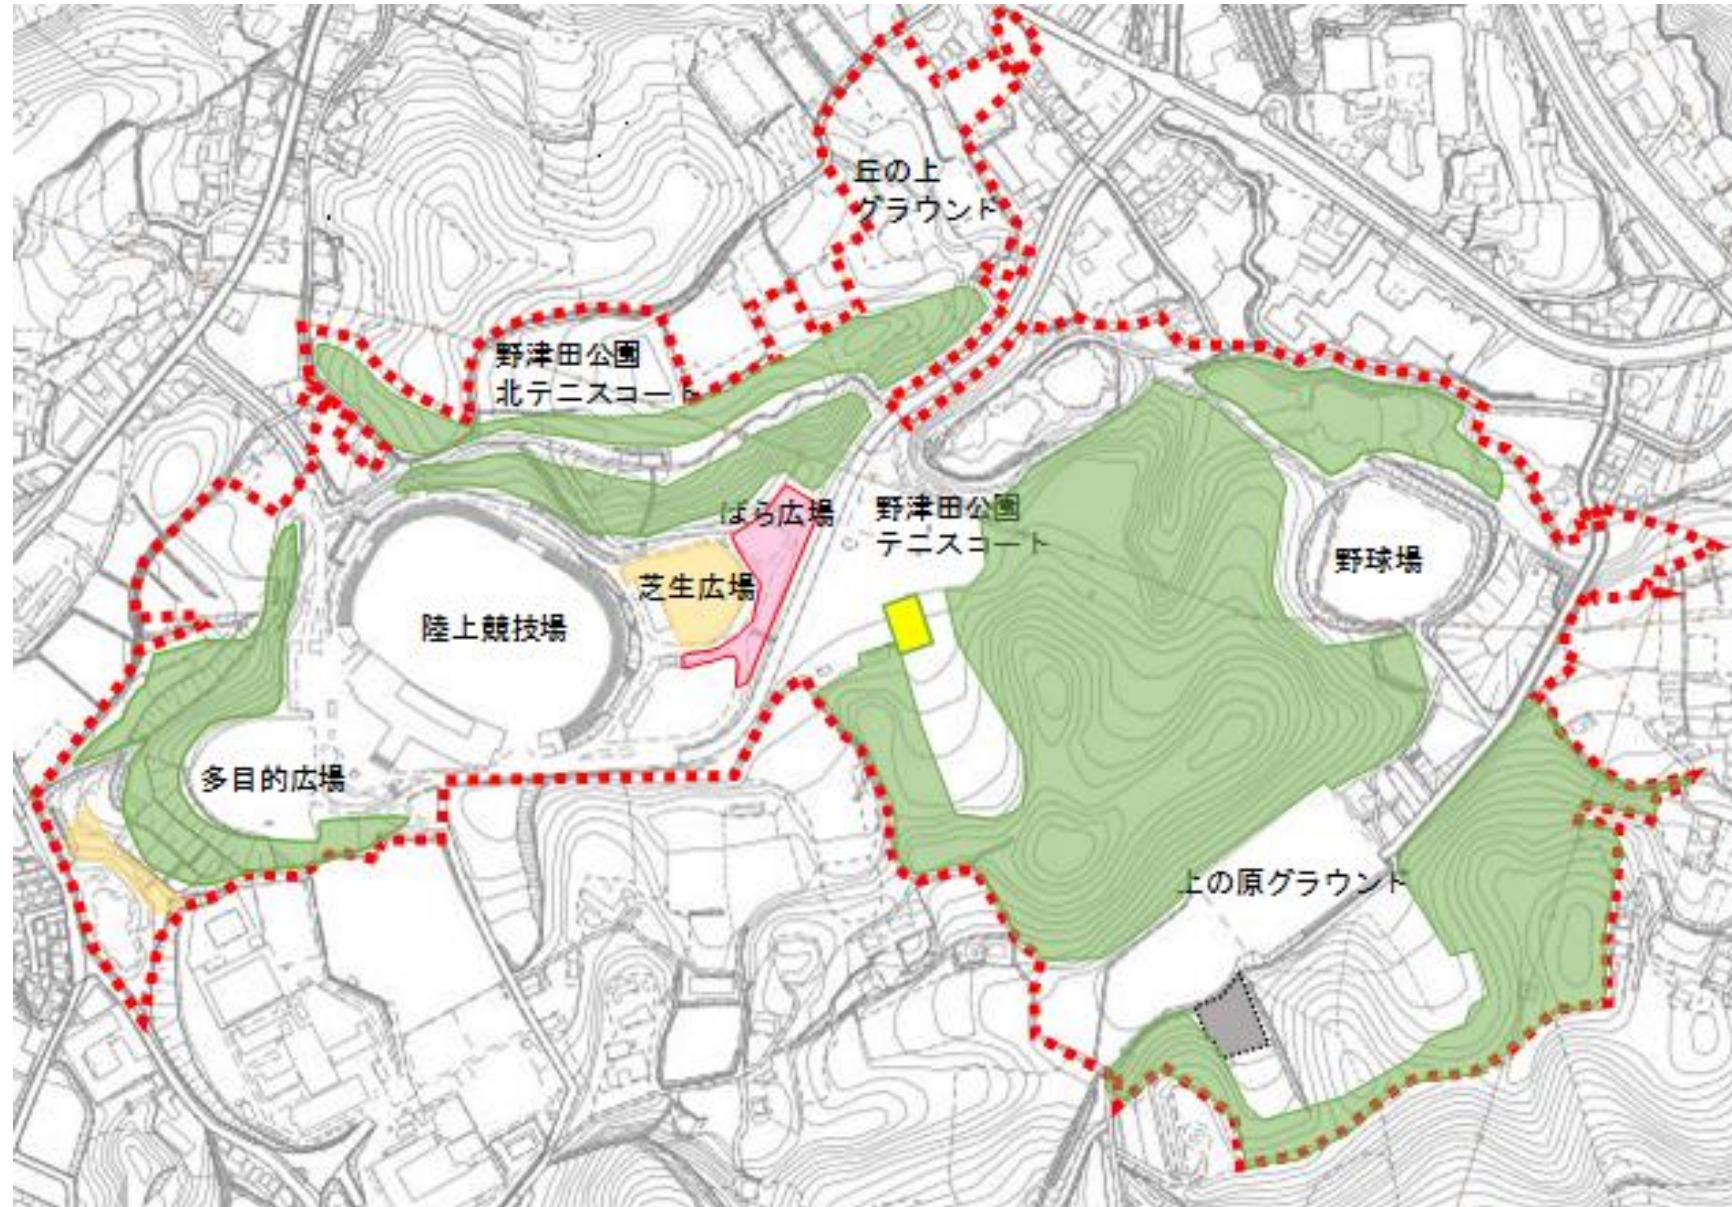 丘の上
グラウンド
野津田公園
北テニスコート
ばら広場
野津田公園
テニスコート
芝生広場
野球場
陸上競技場
多目的広場
上の原グラウンド